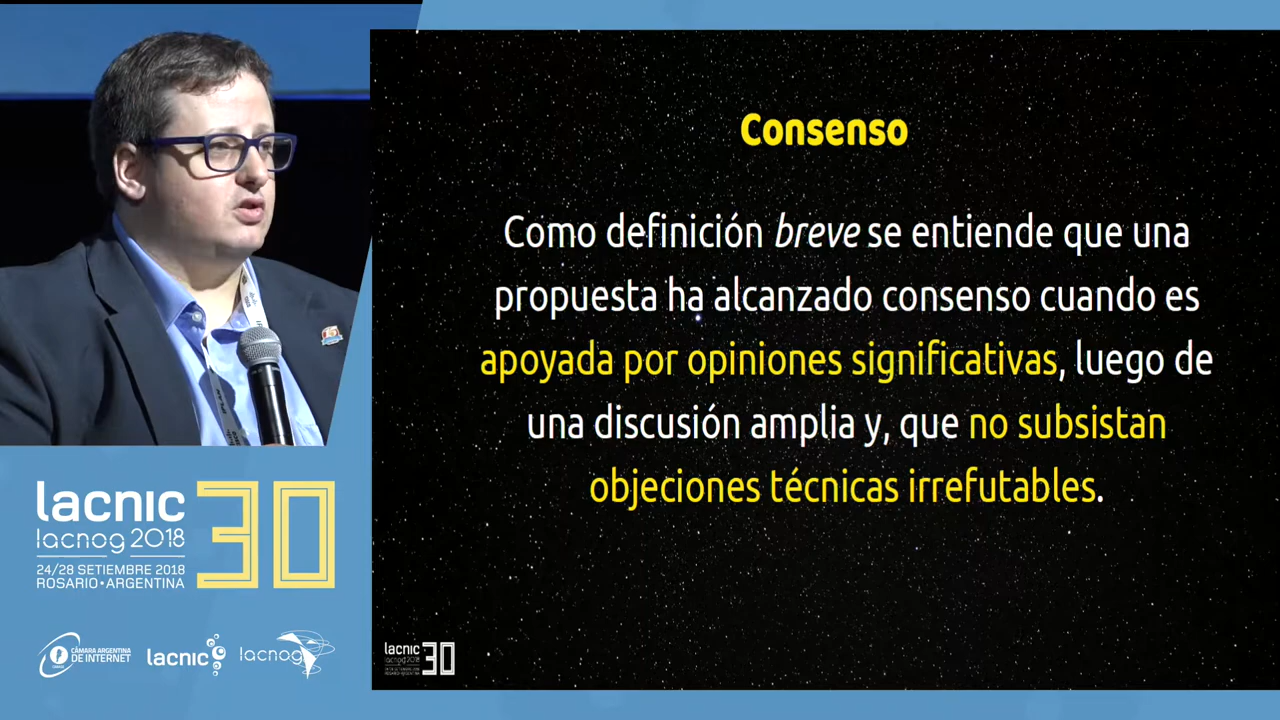 Consenso
Como definición breve se entiende que una
propuesta ha alcanzado consenso cuando es
apoyada por opiniones significativas, luego de
una discusión amplia y, que no subsistan
objeciones técnicas irrefutables.
lacnic 30
lacnog 2018
24/28 SETIEMBRE 2018
ROSARIO • ARGENTINA
CÁMARA ARGENTINA
DE INTERNET
lacnic
lacnog
lacnic 30
lacnog 2018